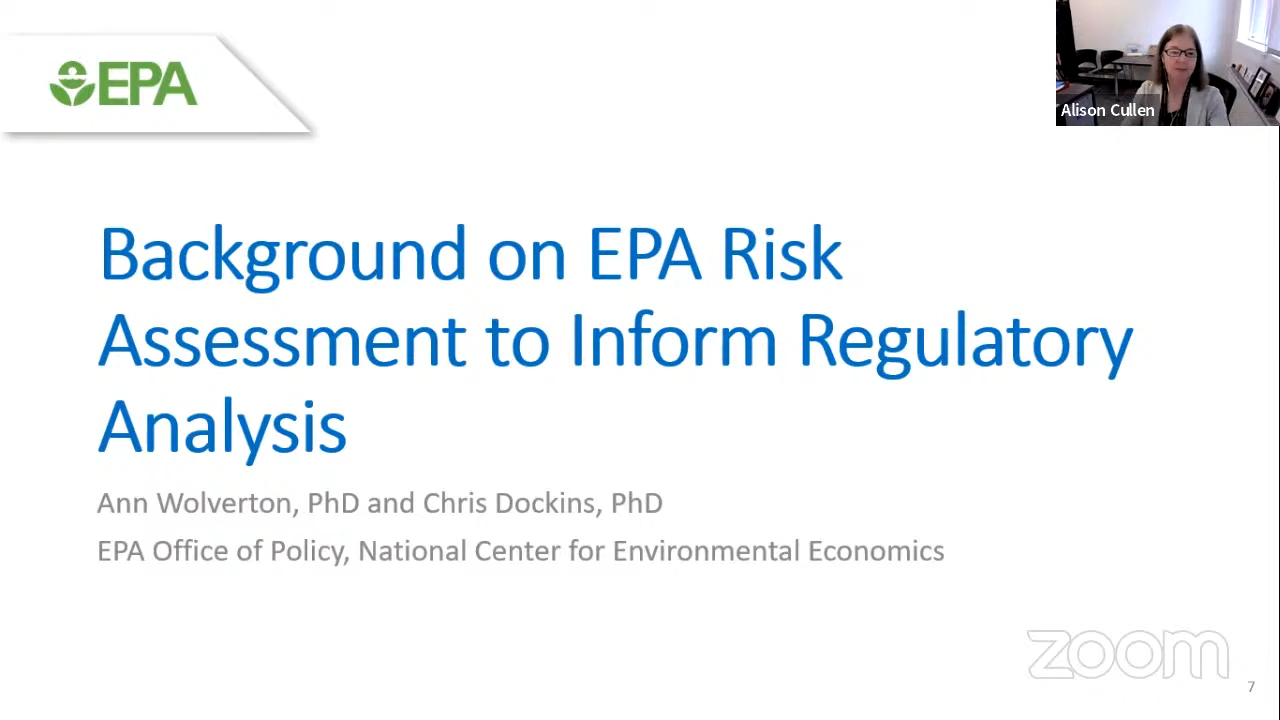 EPA
Alison Cullen
Background on EPA Risk
Assessment to Inform Regulatory
Analysis
Ann Wolverton, PhD and Chris Dockins, PhD
EPA Office of Policy, National Center for Environmental Economics
zoom
7